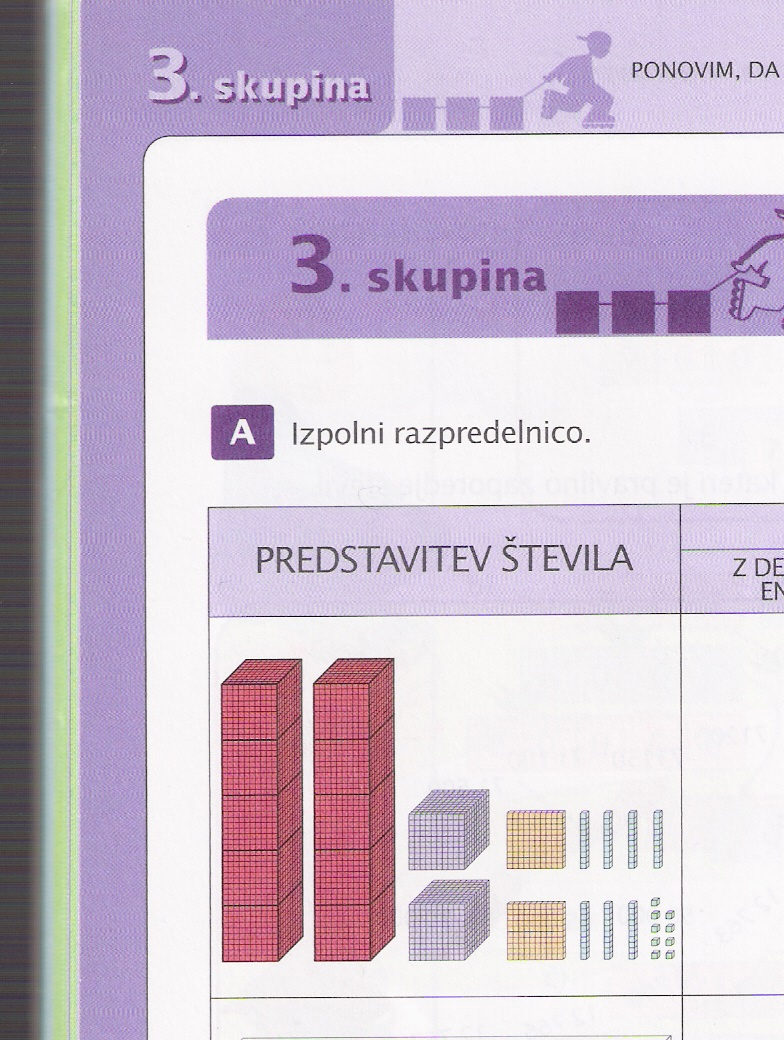 3. skupina
PONOVIM, DA
3. skupina
A Izpolni razpredelnico.
PREDSTAVITEV ŠTEVILA
Z DE
EN